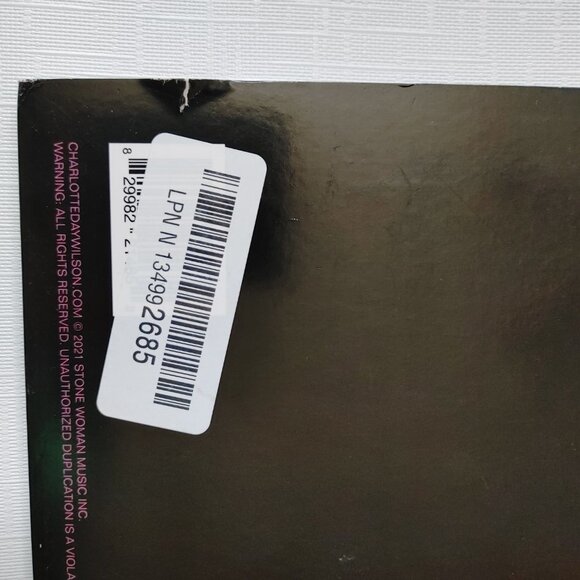 LPN N 134992685
8 29982 "
CHARLOTTEDAYWILSON.COM © 2021 STONE WOMAN MUSIC INC.
WARNING: ALL RIGHTS RESERVED. UNAUTHORIZED DUPLICATION IS A VIOLA